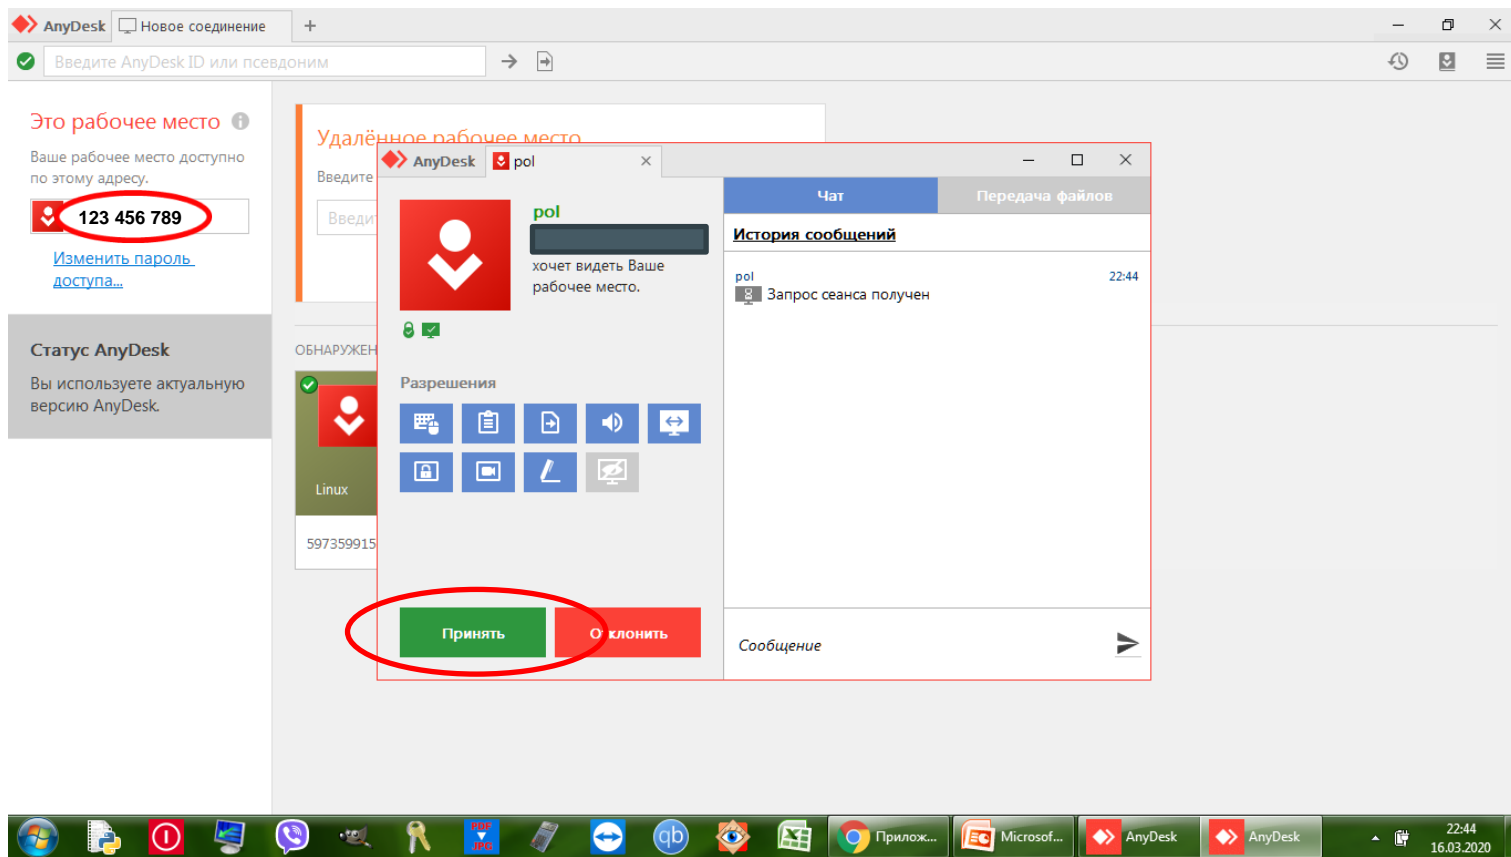 AnyDesk
Новое соединение
+
Введите AnyDesk ID или псевдоним
Это рабочее место
Ваше рабочее место доступно
по этому адресу.
123 456 789
Изменить пароль
доступа...
Статус AnyDesk
Вы используете актуальную
версию AnyDesk.
Удалённое рабочее место
Введите
Linux
597359915
AnyDesk
pol
pol
хочет видеть Ваше
рабочее место.
Разрешения
Принять
Отклонить
Чат
Передача файлов
История сообщений
pol
22:44
Запрос сеанса получен
Сообщение
PDF
JPG
qb
Прилож...
Microsof...
AnyDesk
AnyDesk
22:44
16.03.2020